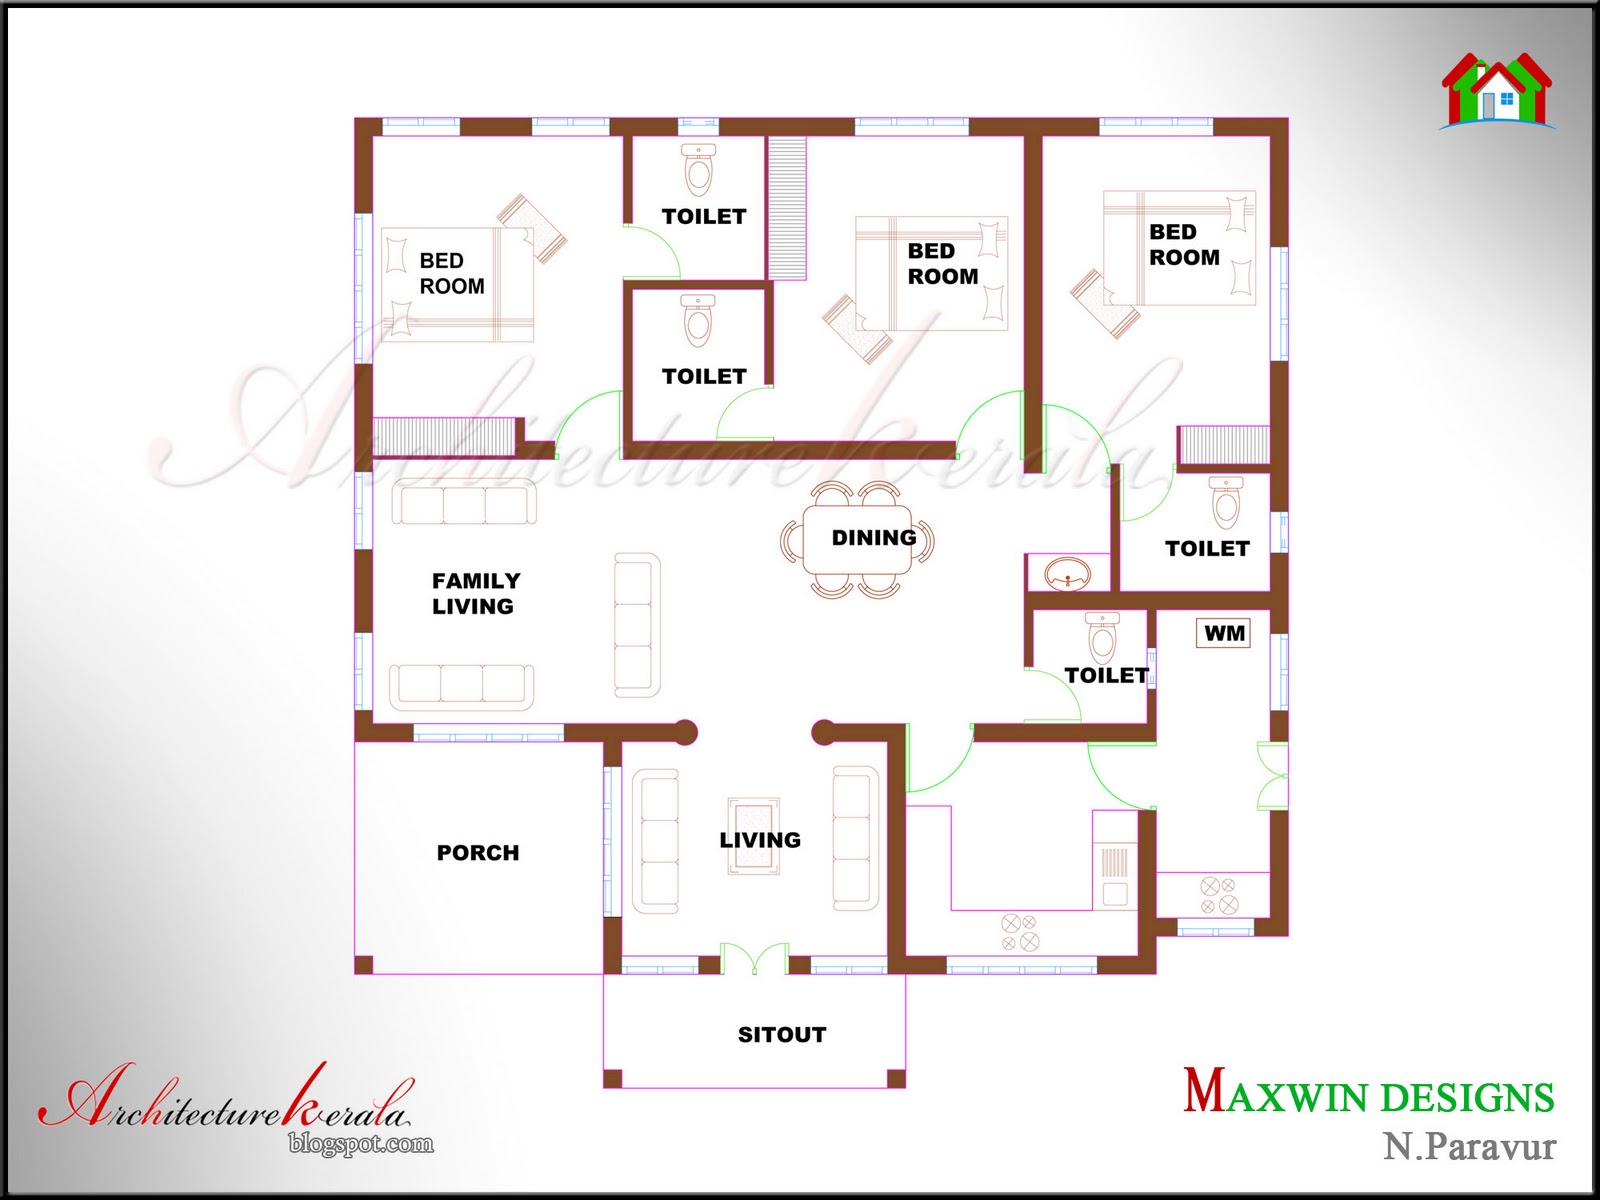 TOILET
BED
ROOM
BED
ROOM
BED
ROOM
TOILET
ArchitectureKerala
DINING
TOILET
FAMILY
LIVING
WM
TOILET
LIVING
PORCH
SITOUT
ArchitectureKerala
blogspot.com
MAXWIN DESIGNS
N.Paravur